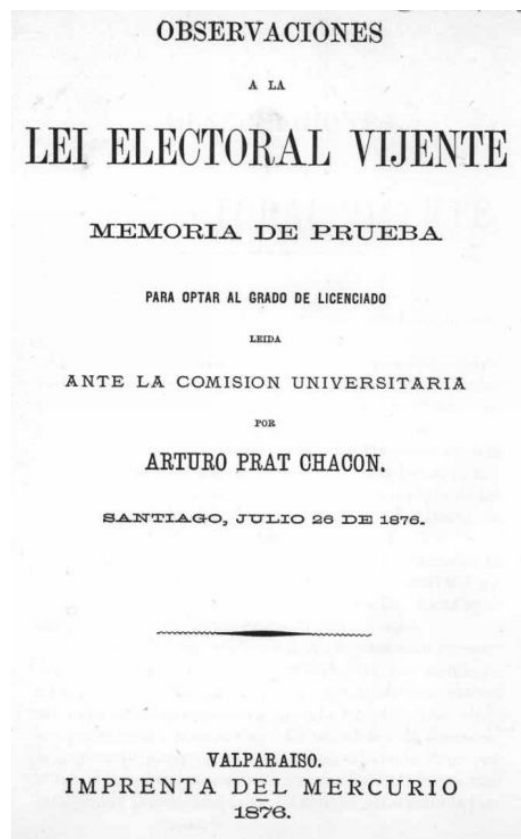 OBSERVACIONES
A LA
LEI ELECTORAL VIJENTE
MEMORIA DE PRUEBA
PARA OPTAR AL GRADO DE LICENCIADO
LEIDA
ANTE LA COMISION UNIVERSITARIA
POR
ARTURO PRAT CHACON.
SANTIAGO, JULIO 26 DE 1876.
VALPARAISO.
IMPRENTA DEL MERCURIO
1876.